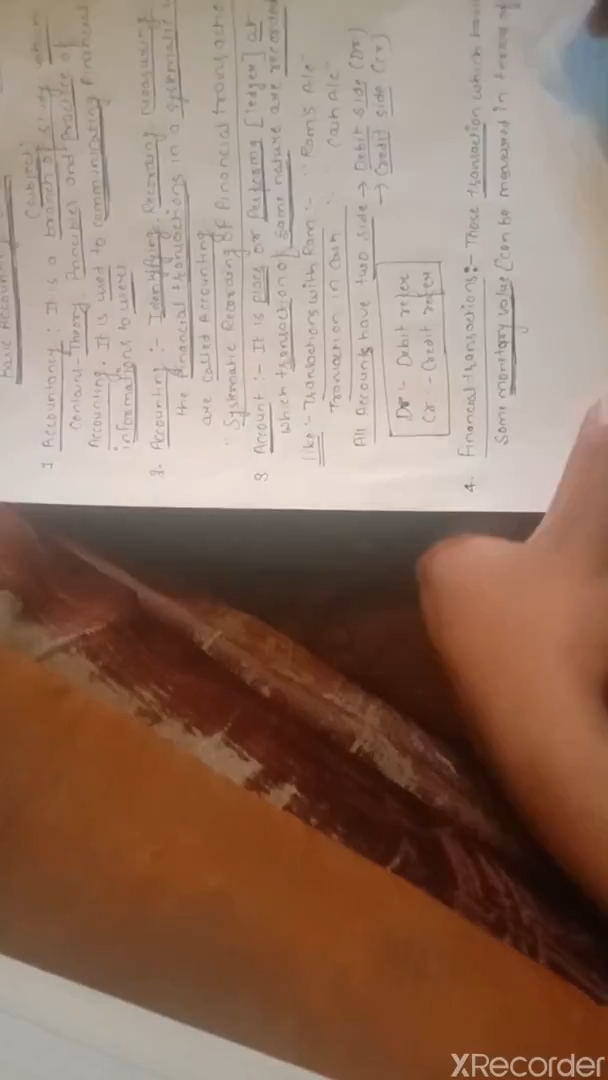 Basic Account
(subject)
1 Accountancy : It is a branch of study which
contains Theory, Principles and Practice of
Accounting. It is used to communicating financial
informations to users
2. Accounting :- Identifying, Recording, measuring
the financial transactions in a systematic
are called Accounting
Systematic Recording of Financial transactio
3 Account :- It is place or [ledger] at
which transaction of same nature are recorded
like :- Transactions with Ram :- "Ram's A/c"
Transaction in Cash " Cash A/c"
All Accounts have two side → Debit side (Dr)
→ Credit side (Cr)
Dr :- Debit refer
Cr :- Credit refer
4. Financial transactions :- Those transaction which have
some monetary value (can be measured in terms of
XRecorder